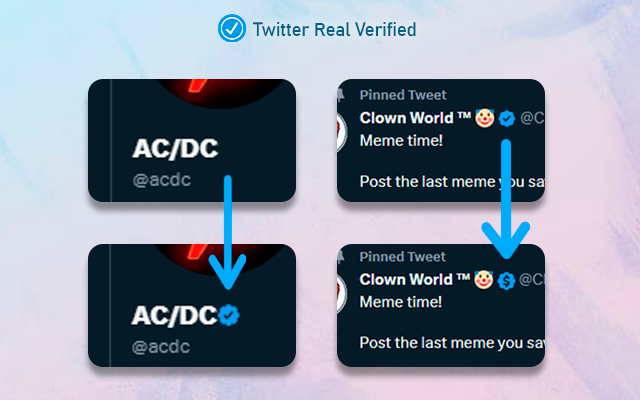 Twitter Real Verified
AC/DC
@acdc
Pinned Tweet
Clown World ™ 🤡 @C
Meme time!
Post the last meme you sa
AC/DC
@acdc
Pinned Tweet
Clown World ™ 🤡 @C
Meme time!
Post the last meme you sa